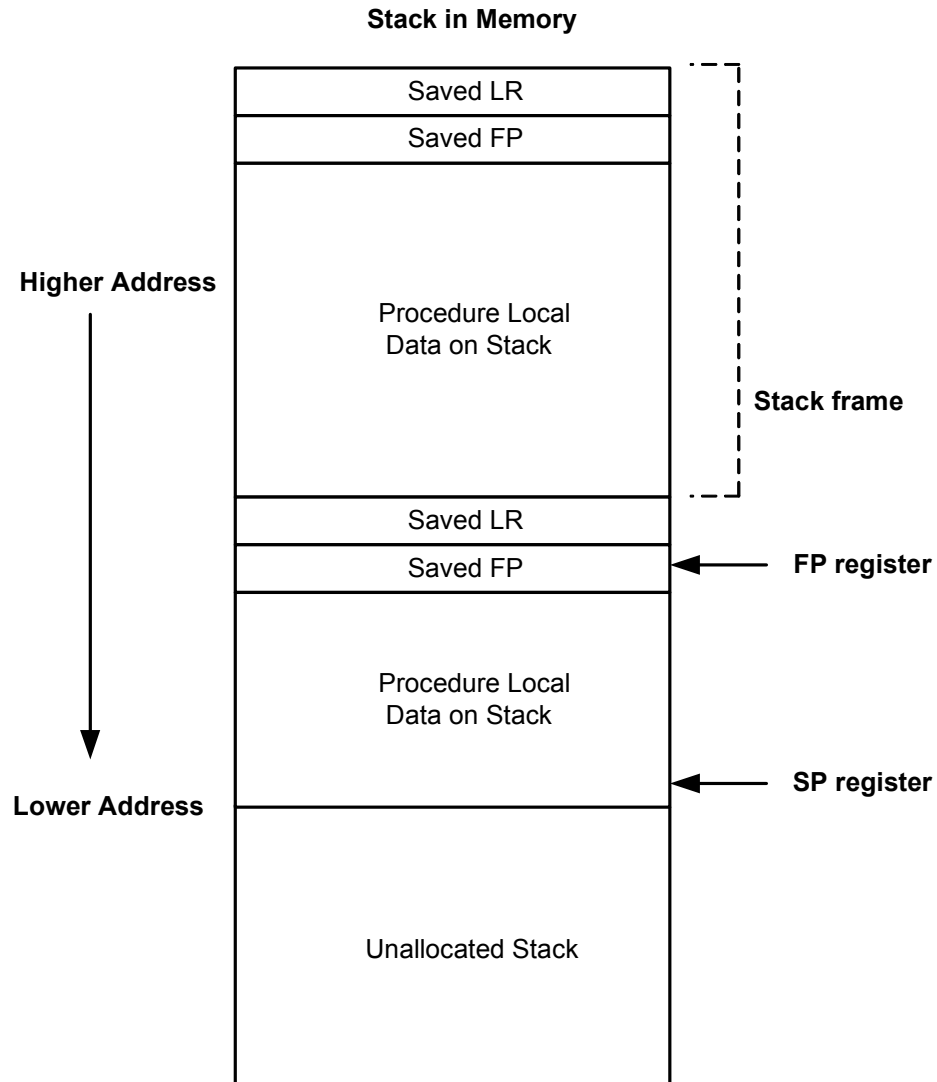 Stack in Memory
Saved LR
Saved FP
Higher Address
Procedure Local
Data on Stack
Stack frame
Saved LR
Saved FP
FP register
Procedure Local
Data on Stack
SP register
Lower Address
Unallocated Stack